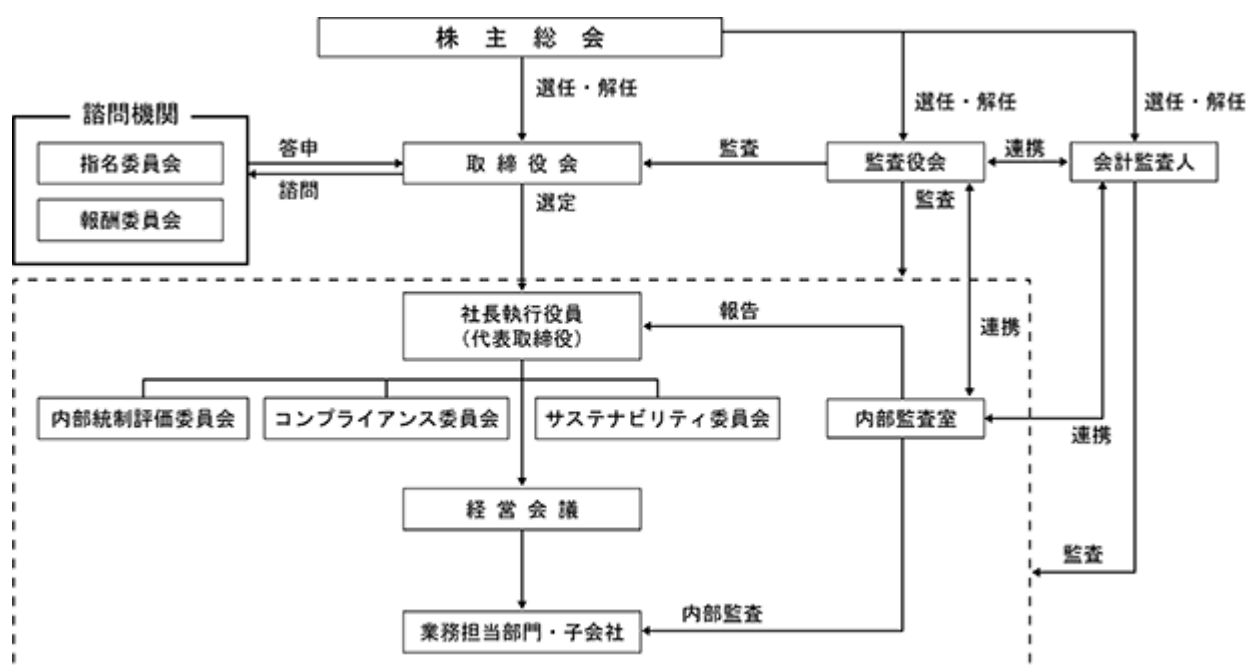 株主総会
選任・解任
選任・解任
選任・解任
諮問機関
指名委員会
報酬委員会
答申
諮問
取締役会
監査
監査役会
連携
会計監査人
選定
監査
社長執行役員
（代表取締役）
報告
連携
内部統制評価委員会
コンプライアンス委員会
サステナビリティ委員会
内部監査室
連携
経営会議
監査
内部監査
業務担当部門・子会社